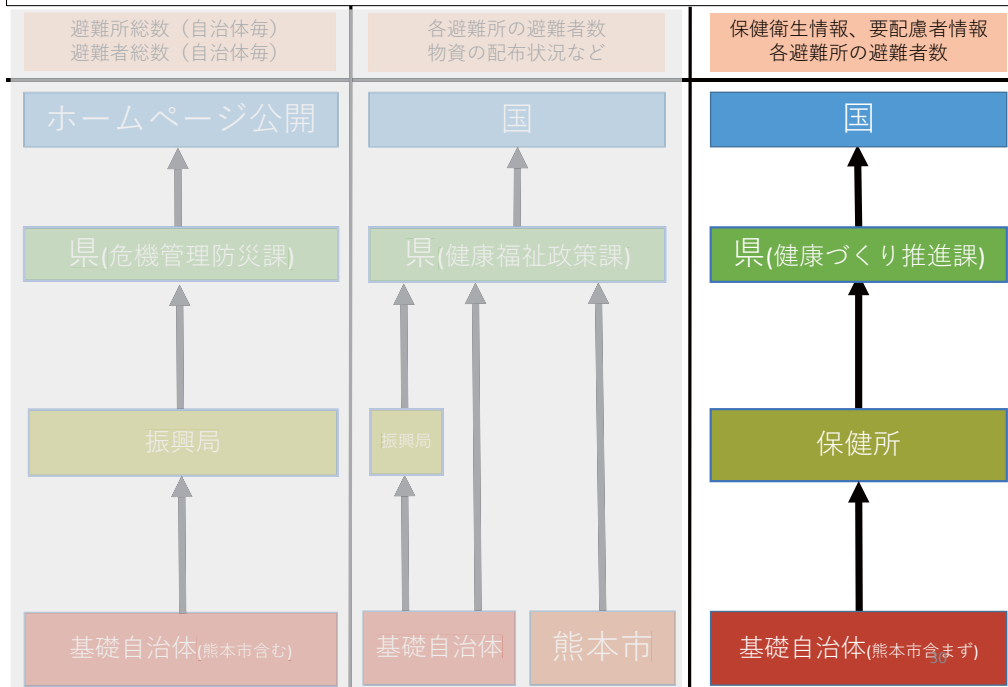 避難所総数（自治体毎）
避難者総数（自治体毎）
各避難所の避難者数
物資の配布状況など
保健衛生情報、要配慮者情報
各避難所の避難者数
ホームページ公開
国
国
県(危機管理防災課)
県(健康福祉政策課)
県(健康づくり推進課)
振興局
振興局
保健所
基礎自治体(熊本市含む)
基礎自治体
熊本市
基礎自治体(熊本市含まず)
30